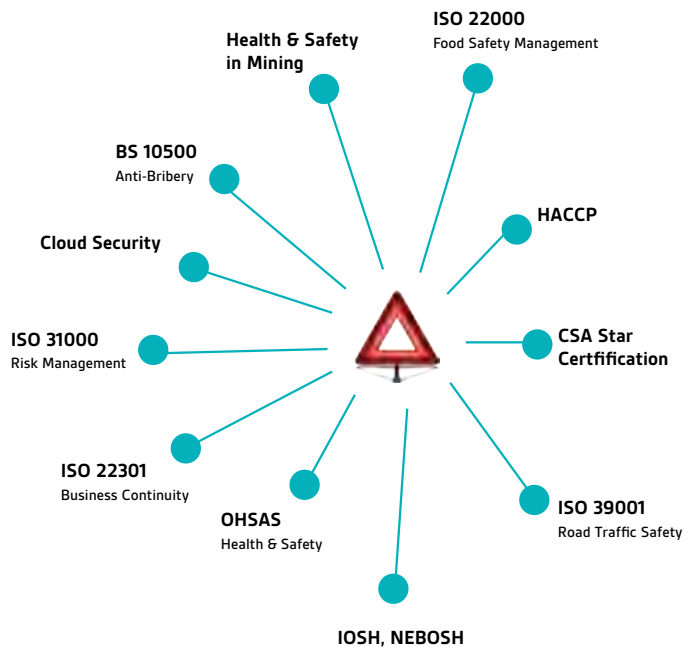 ISO 22000
Food Safety Management
Health & Safety
in Mining
BS 10500
Anti-Bribery
HACCP
Cloud Security
ISO 31000
Risk Management
CSA Star
Certfification
ISO 22301
Business Continuity
OHSAS
Health & Safety
ISO 39001
Road Traffic Safety
IOSH, NEBOSH